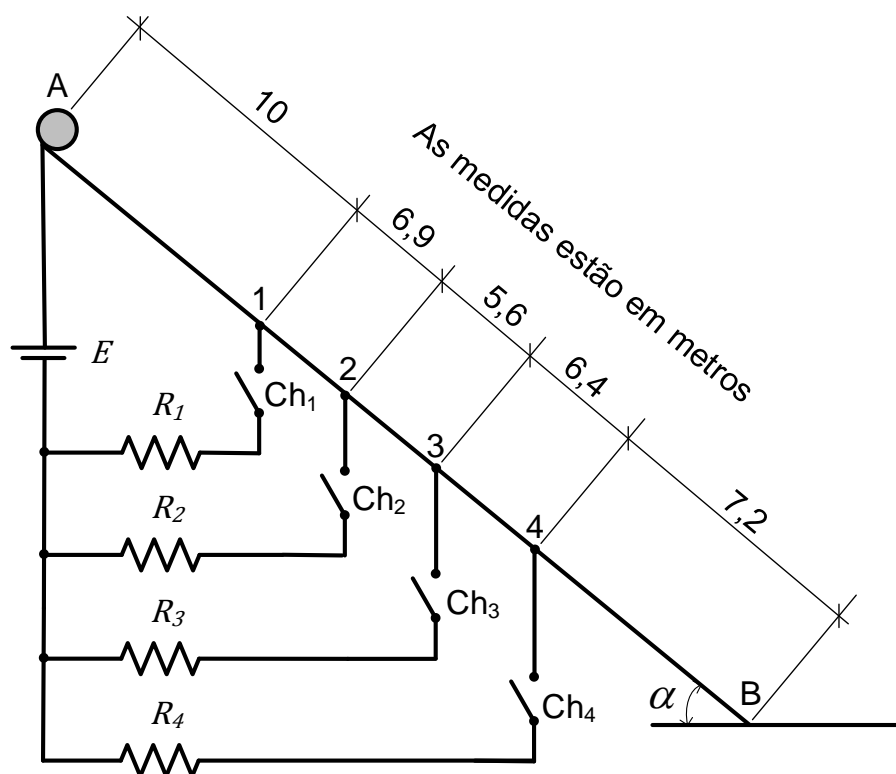 A
10
6,9
5,6
6,4
7,2
As medidas estão em metros
1
2
3
4
B
E
R1
Ch1
R2
Ch2
R3
Ch3
R4
Ch4
α